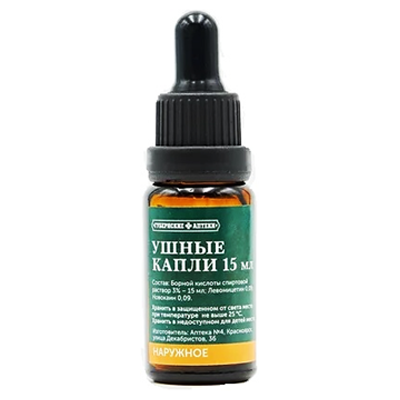 «ГУБЕРНСКИЕ АПТЕКИ»
УШНЫЕ
КАПЛИ 15 мл
Состав: Борной кислоты спиртовой
раствор 3% – 15 мл; Левомицетин
Новокаин 0,09.
Хранить в защищенном от света месте
при температуре не выше 25 °С.
Хранить в недоступном для детей месте
Изготовитель: Аптека №4, Красноярск
улица Декабристов, 36
НАРУЖНОЕ